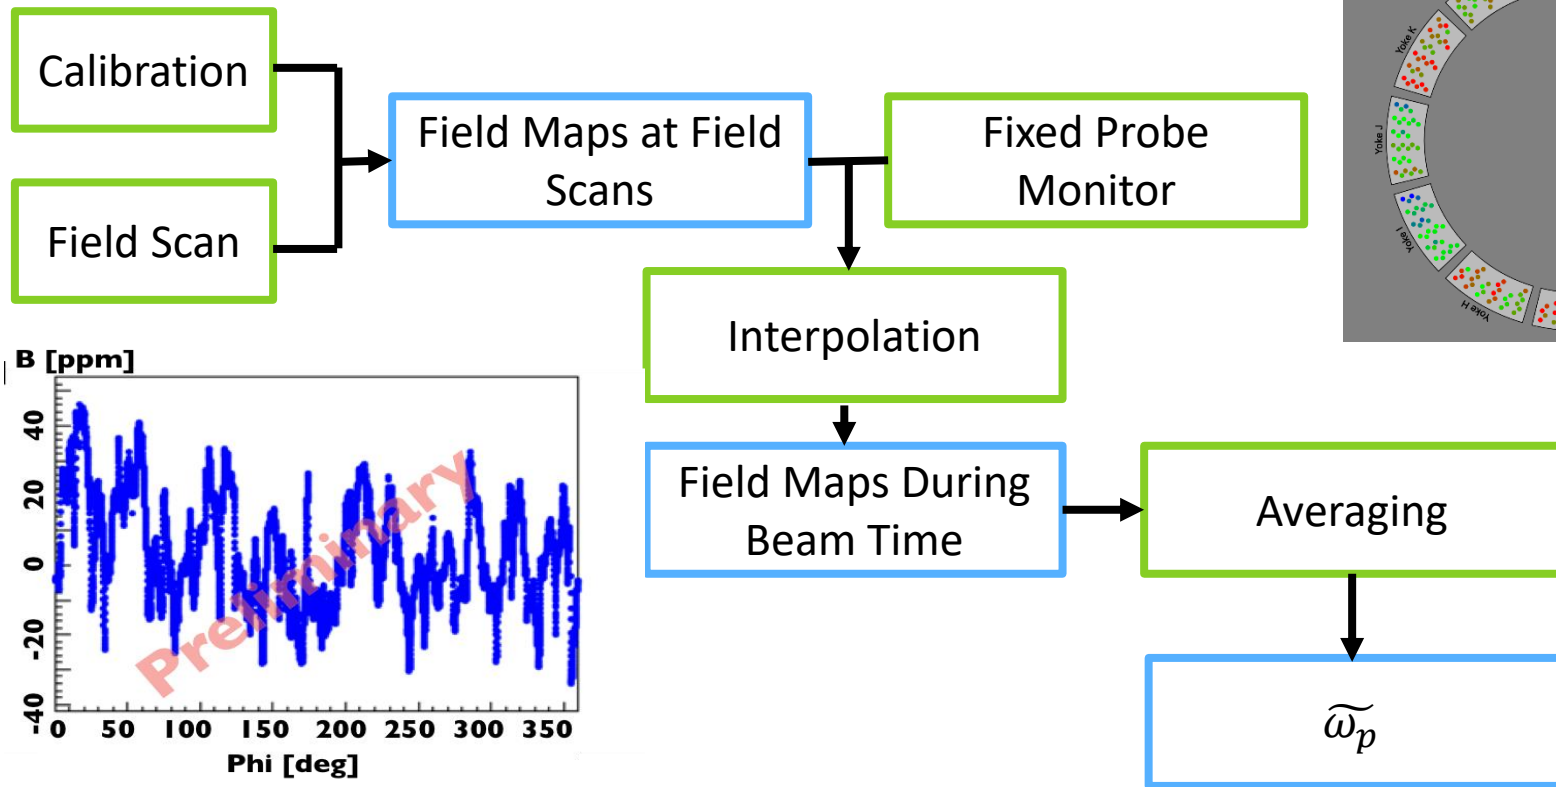 Calibration
Field Scan
Field Maps at Field
Scans
Fixed Probe
Monitor
Interpolation
Field Maps During
Beam Time
Averaging
$\widetilde{\omega_p}$
Yoke K
Yoke J
Yoke I
Yoke H
B [ppm]
40
20
0
-20
-40
0 50 100 150 200 250 300 350
Phi [deg]
Preliminary